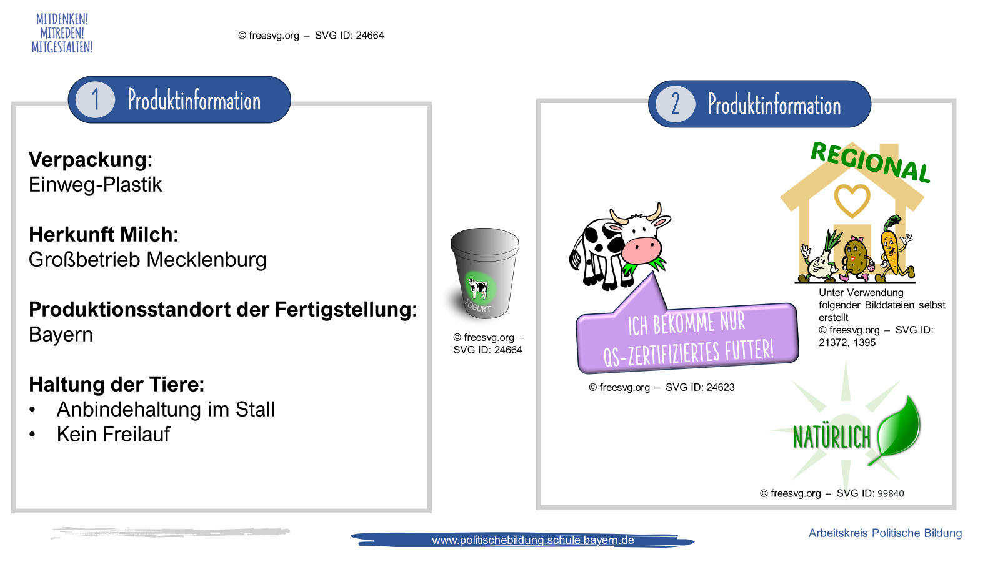 MITDENKEN!
MITREDEN!
MITGESTALTEN!
© freesvg.org – SVG ID: 24664
1 Produktinformation
Verpackung:
Einweg-Plastik
Herkunft Milch:
Großbetrieb Mecklenburg
Produktionsstandort der Fertigstellung:
Bayern
Haltung der Tiere:
• Anbindehaltung im Stall
• Kein Freilauf
YOGURT
© freesvg.org –
SVG ID: 24664
2 Produktinformation
REGIONAL
Unter Verwendung
folgender Bilddateien selbst
erstellt
© freesvg.org – SVG ID:
21372, 1395
ICH BEKOMME NUR
QS-ZERTIFIZIERTES FUTTER!
© freesvg.org – SVG ID: 24623
NATÜRLICH
© freesvg.org – SVG ID: 99840
www.politischebildung.schule.bayern.de
Arbeitskreis Politische Bildung